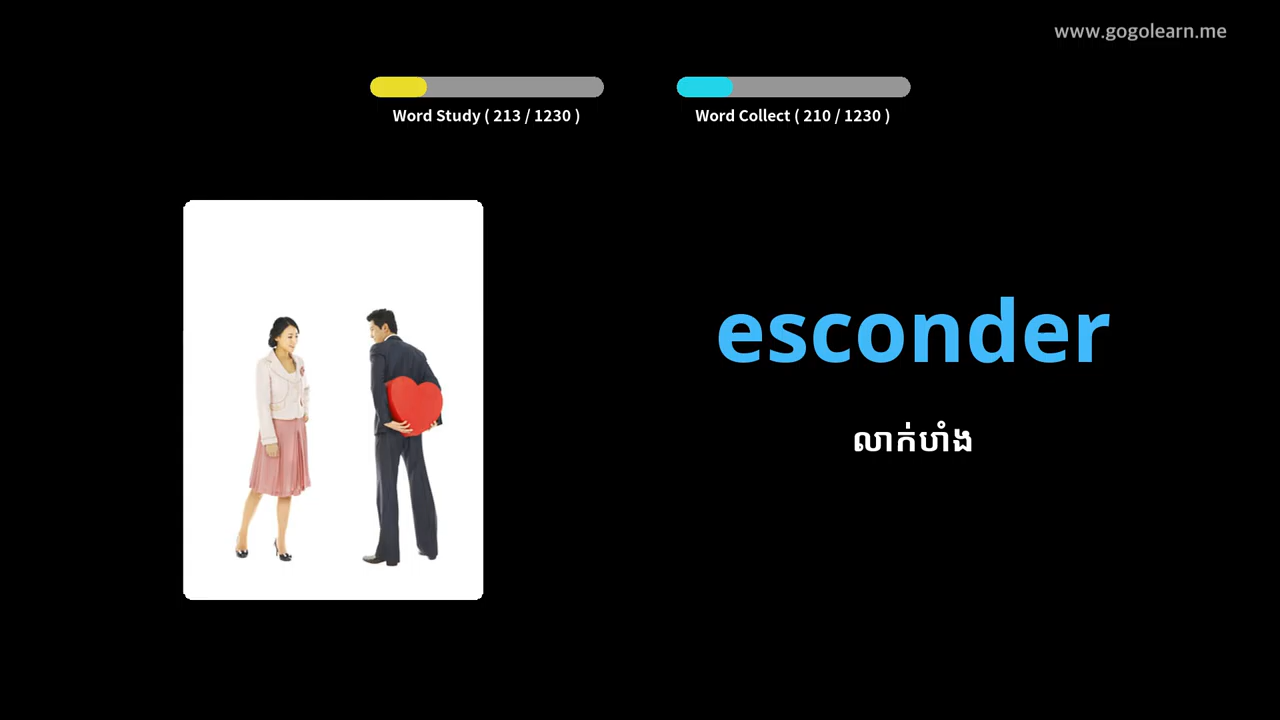 www.gogolearn.me
Word Study ( 213 / 1230 )
Word Collect ( 210 / 1230 )
esconder
លាក់បាំង